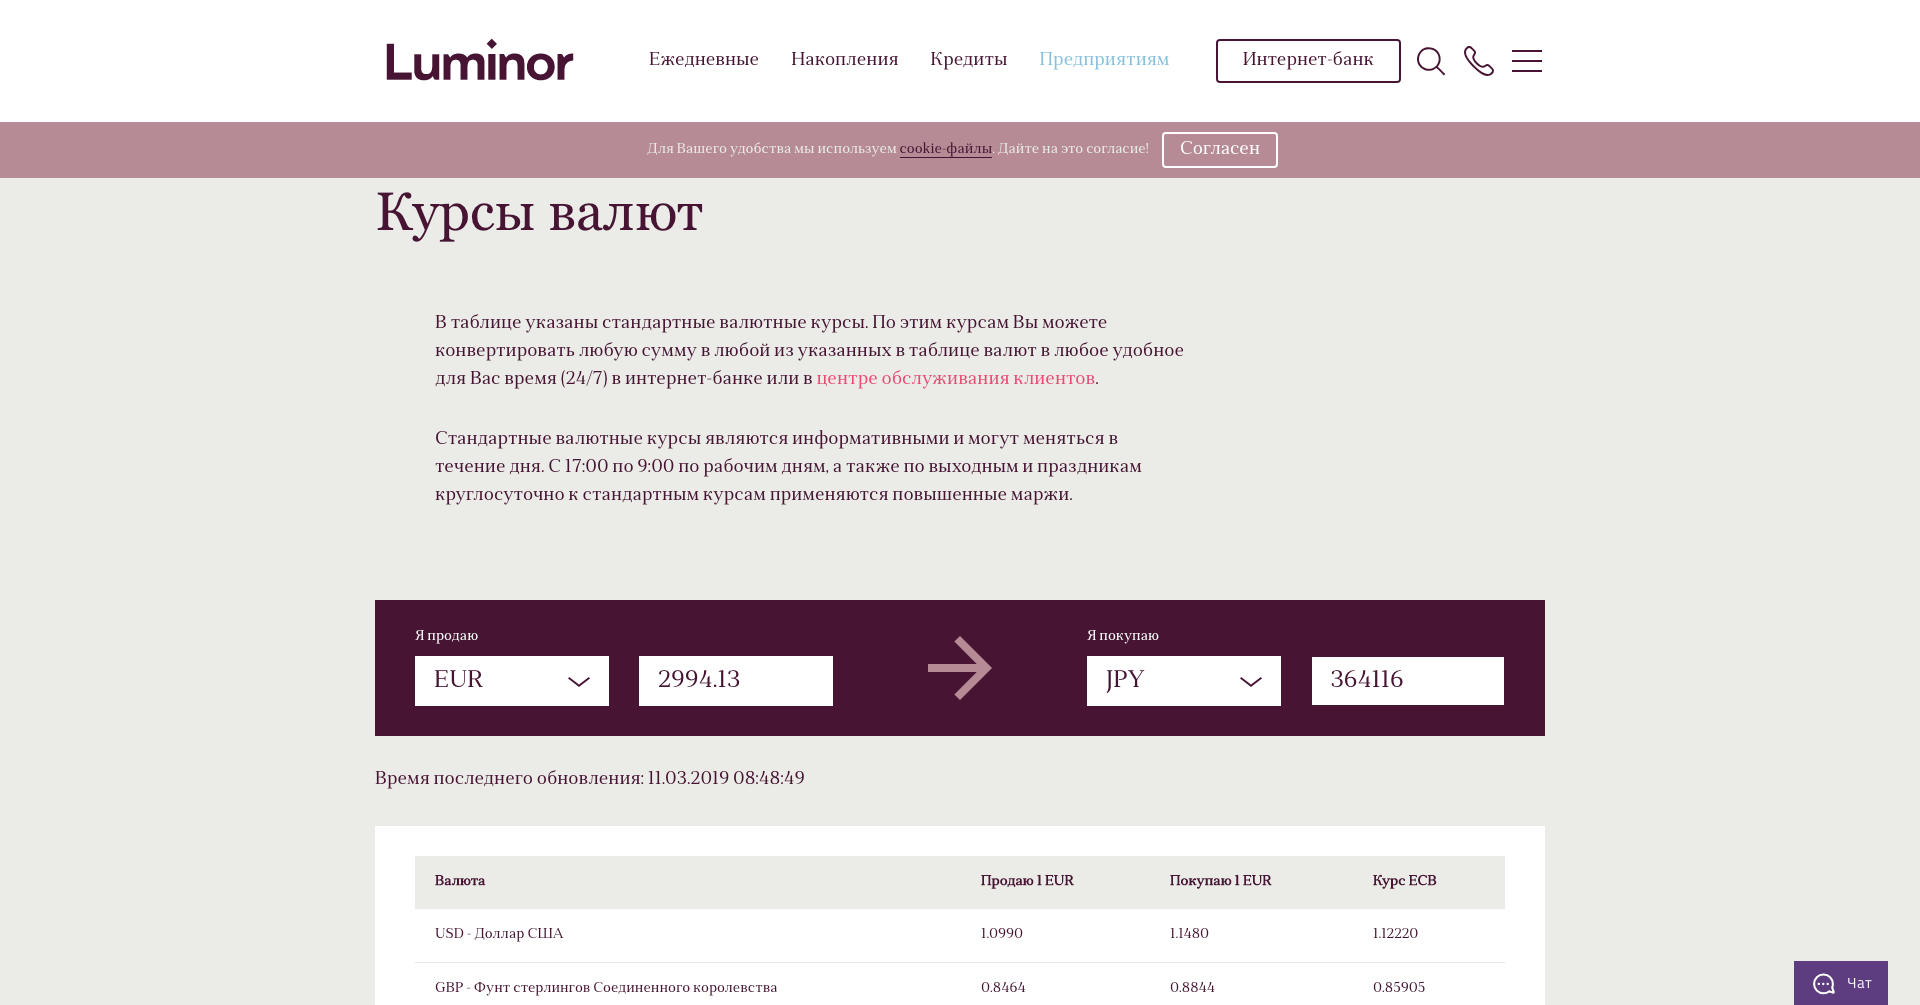 Luminor
Ежедневные
Накопления
Кредиты
Предприятиям
Интернет-банк
Для Вашего удобства мы используем cookie-файлы. Дайте на это согласие!
Согласен
Курсы валют
В таблице указаны стандартные валютные курсы. По этим курсам Вы можете
конвертировать любую сумму в любой из указанных в таблице валют в любое удобное
для Вас время (24/7) в интернет-банке или в центре обслуживания клиентов.
Стандартные валютные курсы являются информативными и могут меняться в
течение дня. С 17:00 по 9:00 по рабочим дням, а также по выходным и праздникам
круглосуточно к стандартным курсам применяются повышенные маржи.
Я продаю
EUR
2994.13
Я покупаю
JPY
364116
Время последнего обновления: 11.03.2019 08:48:49
Валюта Продаю 1 EUR Покупаю 1 EUR Курс ECB
USD - Доллар США 1.0990 1.1480 1.12220
GBP - Фунт стерлингов Соединенного королевства 0.8464 0.8844 0.85905
Чат